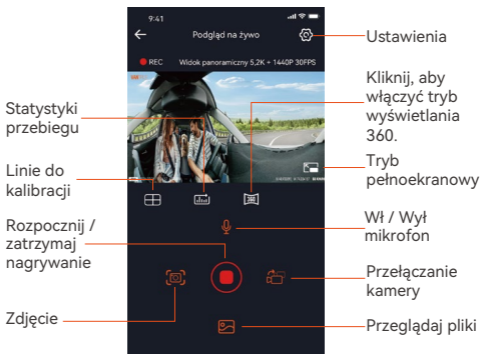 9:41
Podgląd na żywo
REC
Widok panoramiczny 5,2K + 1440P 30FPS
Statystyki
przebiegu
Linie do
kalibracji
Rozpocznij /
zatrzymaj
nagrywanie
Zdjęcie
Ustawienia
Kliknij, aby
włączyć tryb
wyświetlania
360.
Tryb
pełnoekranowy
Wł / Wył
mikrofon
Przełączanie
kamery
Przeglądaj pliki